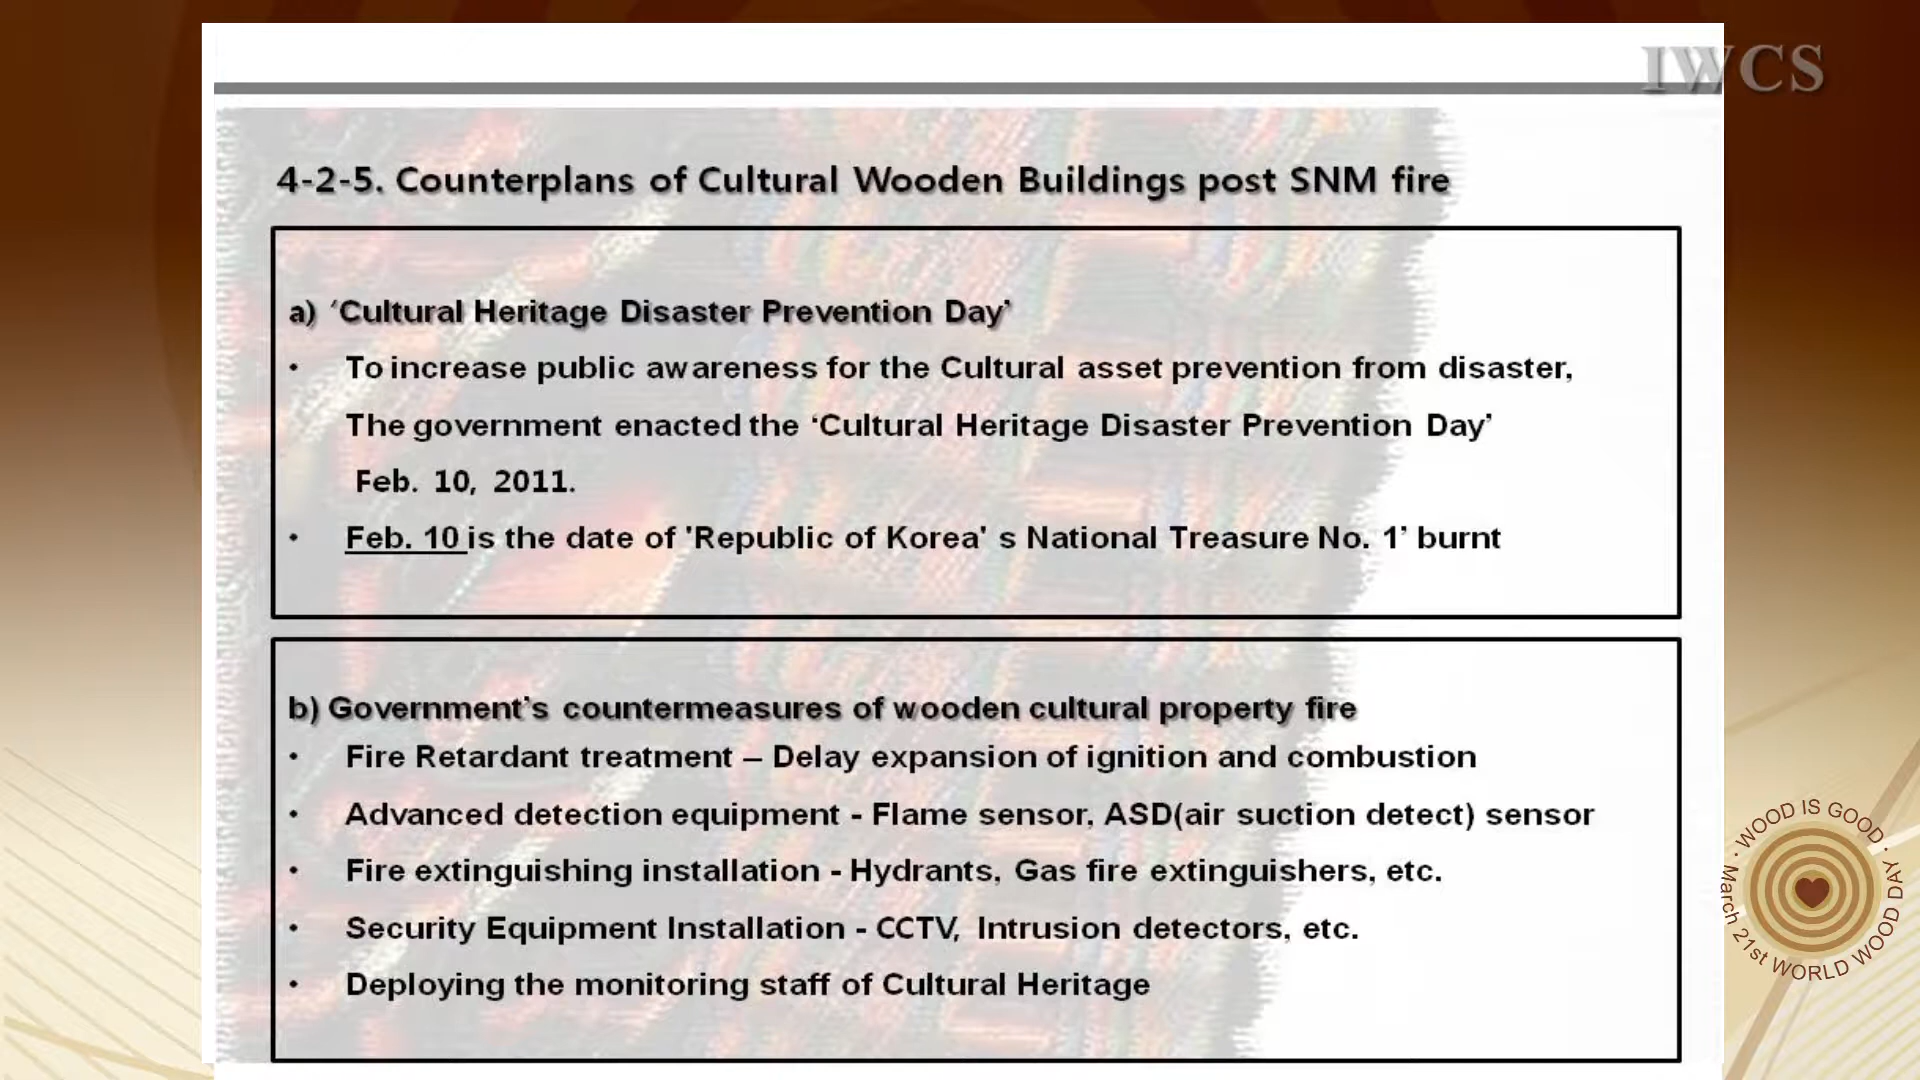 IWCS
4-2-5. Counterplans of Cultural Wooden Buildings post SNM fire
a) ‘Cultural Heritage Disaster Prevention Day’
• To increase public awareness for the Cultural asset prevention from disaster,
The government enacted the ‘Cultural Heritage Disaster Prevention Day’
Feb. 10, 2011.
• Feb. 10 is the date of 'Republic of Korea' s National Treasure No. 1’ burnt
b) Government’s countermeasures of wooden cultural property fire
• Fire Retardant treatment – Delay expansion of ignition and combustion
• Advanced detection equipment - Flame sensor, ASD(air suction detect) sensor
• Fire extinguishing installation - Hydrants, Gas fire extinguishers, etc.
• Security Equipment Installation - CCTV, Intrusion detectors, etc.
• Deploying the monitoring staff of Cultural Heritage
· WOOD IS GOOD ·
March 21st WORLD WOOD DAY